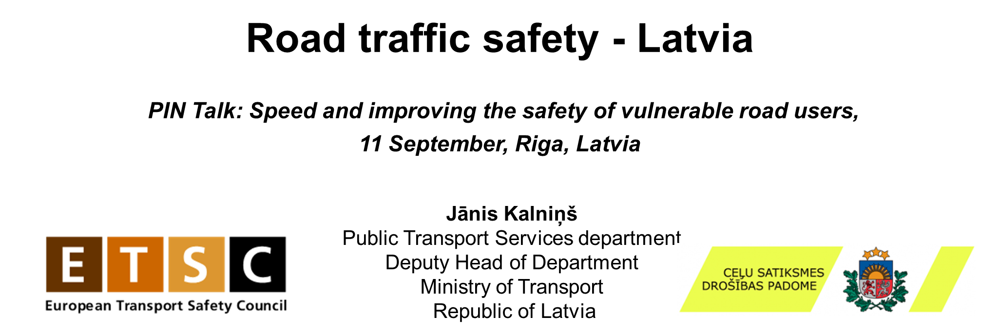 Road traffic safety - Latvia
PIN Talk: Speed and improving the safety of vulnerable road users,
11 September, Riga, Latvia
Jānis Kalniņš
Public Transport Services department
Deputy Head of Department
Ministry of Transport
Republic of Latvia
E T S C
European Transport Safety Council
CEĻU SATIKSMES
DROŠĪBAS PADOME